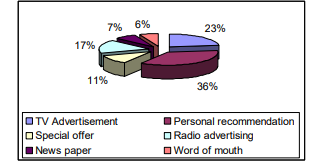 7%
6%
23%
17%
11%
36%
TV Advertisement
Personal recommendation
Special offer
Radio advertising
News paper
Word of mouth